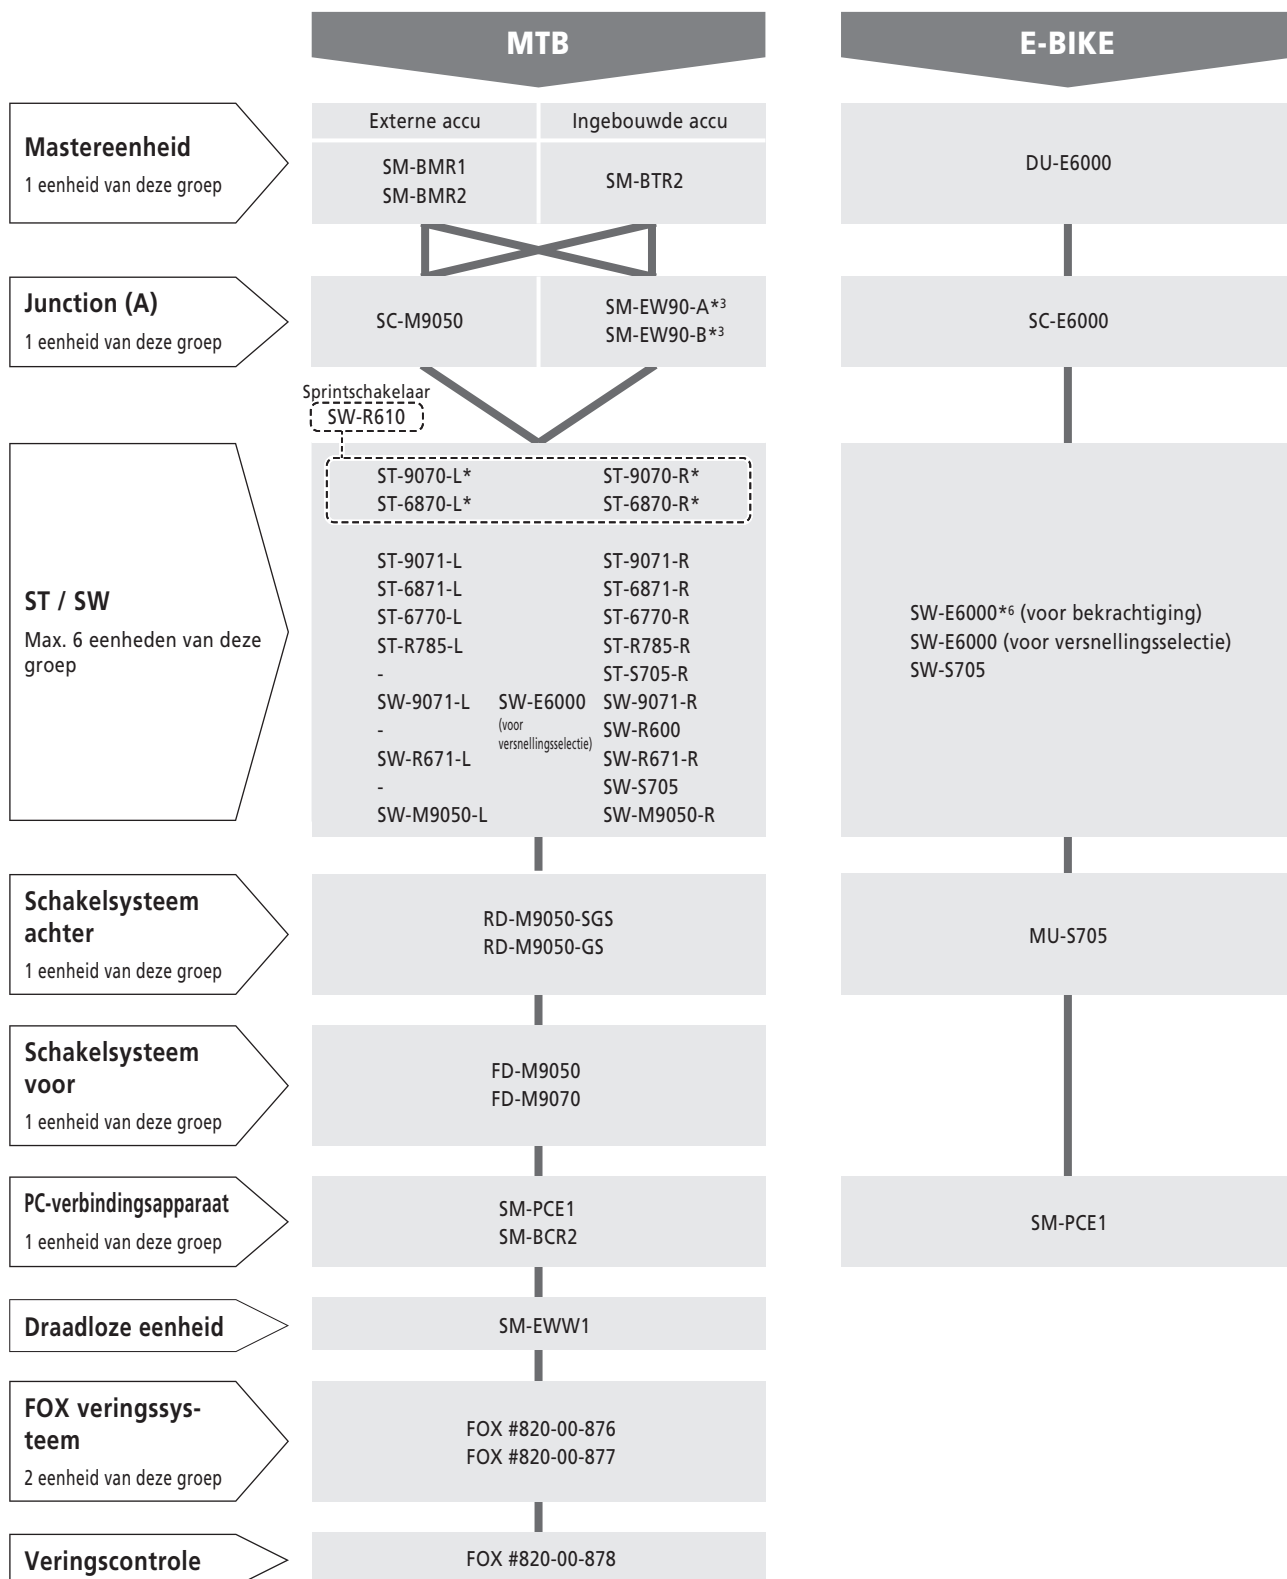 MTB
E-BIKE
Mastereenheid
1 eenheid van deze groep
Externe accu
Ingebouwde accu
SM-BMR1
SM-BMR2
SM-BTR2
DU-E6000
Junction (A)
1 eenheid van deze groep
SC-M9050
SM-EW90-A*3
SM-EW90-B*3
SC-E6000
Sprintschakelaar
SW-R610
ST / SW
Max. 6 eenheden van deze
groep
ST-9070-L* ST-9070-R*
ST-6870-L* ST-6870-R*
ST-9071-L ST-9071-R
ST-6871-L ST-6871-R
ST-6770-L ST-6770-R
ST-R785-L ST-R785-R
- ST-S705-R
SW-9071-L SW-E6000 SW-9071-R
- (voor SW-R600
versnellingsselectie)
SW-R671-L SW-R671-R
- SW-S705
SW-M9050-L SW-M9050-R
SW-E6000*6 (voor bekrachtiging)
SW-E6000 (voor versnellingsselectie)
SW-S705
Schakelsysteem
achter
1 eenheid van deze groep
RD-M9050-SGS
RD-M9050-GS
MU-S705
Schakelsysteem
voor
1 eenheid van deze groep
FD-M9050
FD-M9070
PC-verbindingsapparaat
1 eenheid van deze groep
SM-PCE1
SM-BCR2
SM-PCE1
Draadloze eenheid
SM-EWW1
FOX veringssys-
teem
2 eenheid van deze groep
FOX #820-00-876
FOX #820-00-877
Veringscontrole
FOX #820-00-878